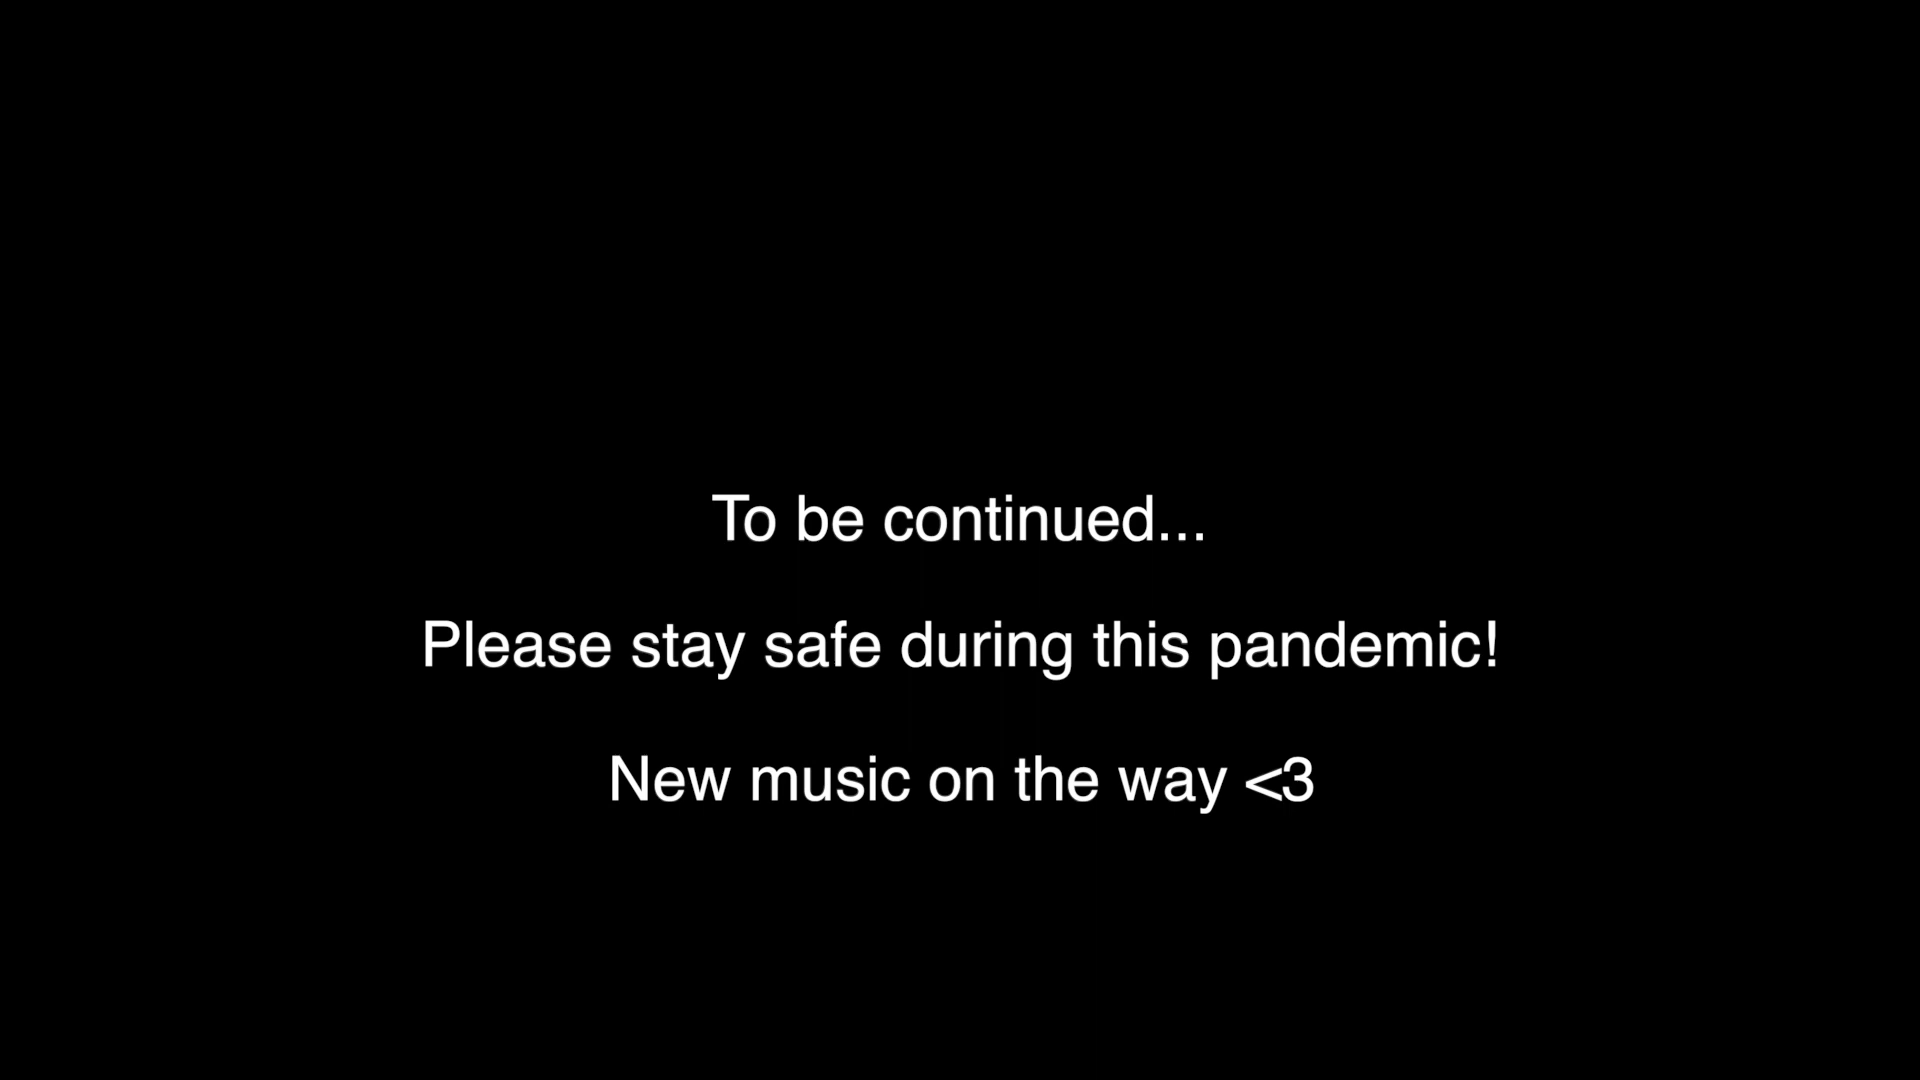 To be continued...
Please stay safe during this pandemic!
New music on the way <3